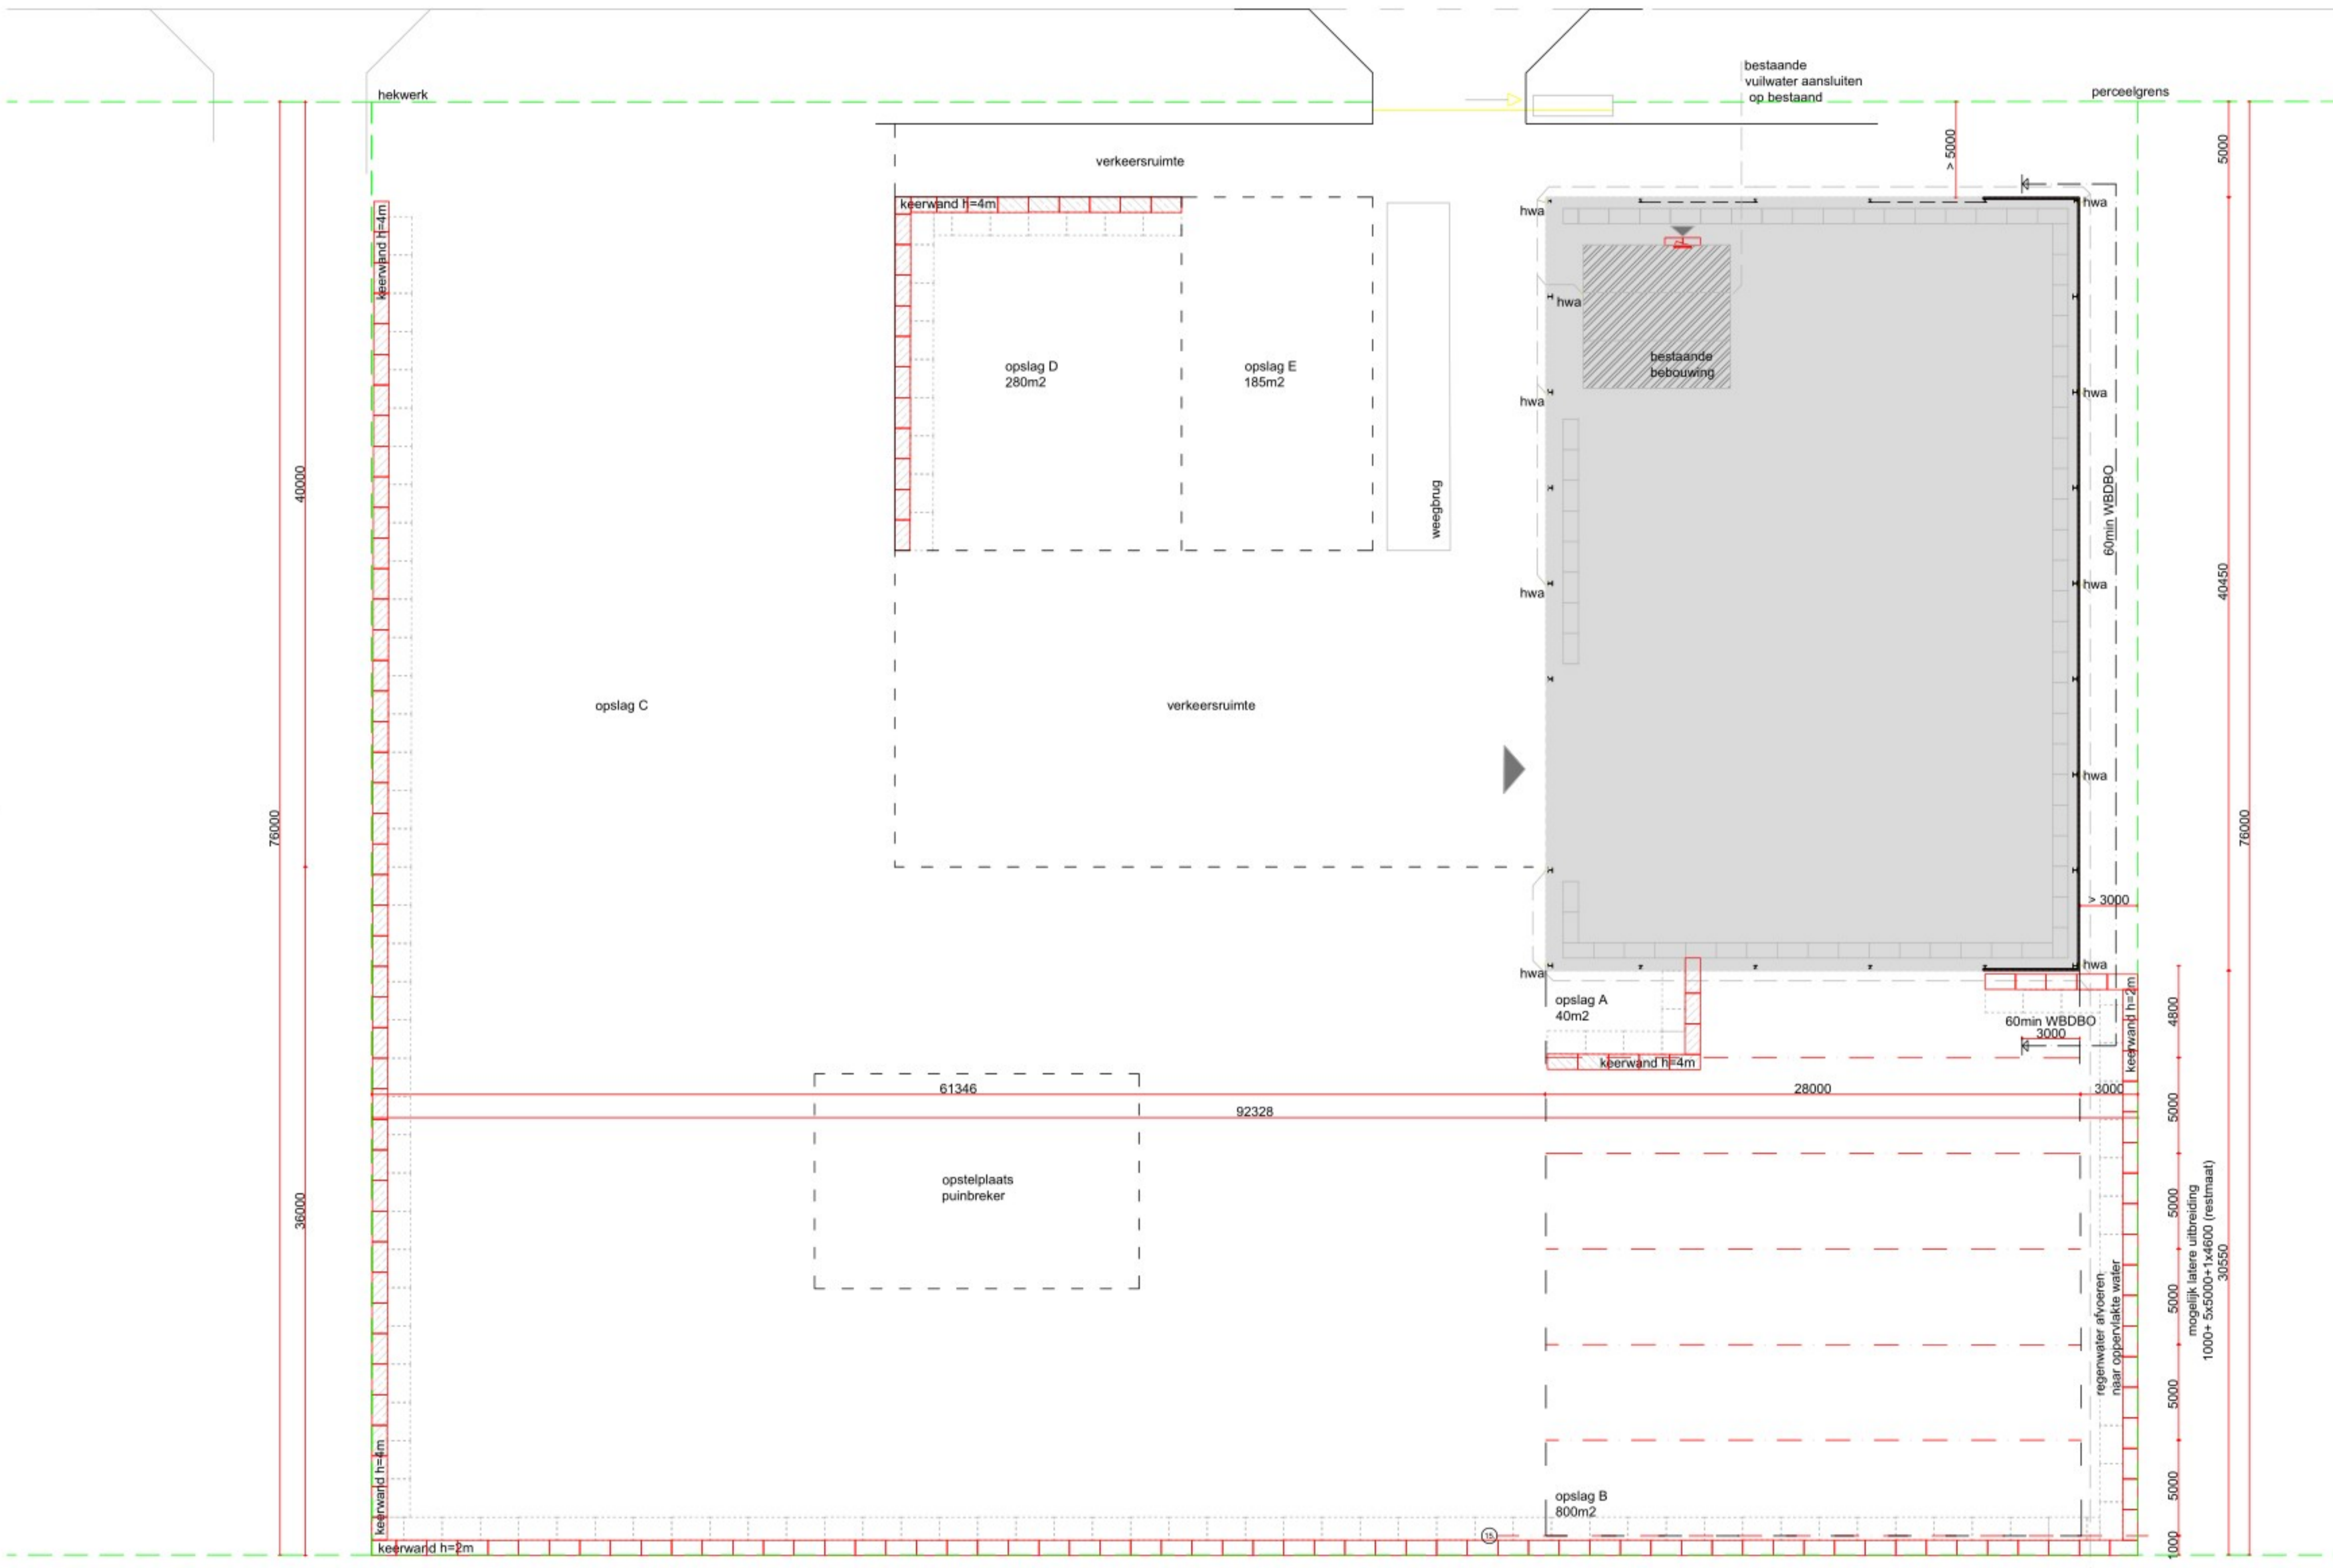 bestaande
vuilwater aansluiten
op bestaand
hekwerk
perceelgrens
> 5000
5000
verkeersruimte
keerwand h=4m
keerwand h=4m
hwa
hwa
hwa
bestaande
bebouwing
opslag D
280m2
opslag E
185m2
hwa
hwa
weegbrug
40000
60min WBDBO
40450
hwa
hwa
opslag C
verkeersruimte
hwa
76000
76000
> 3000
hwa
hwa
opslag A
40m2
keerwand h=4m
60min WBDBO
3000
keerwand h=2m
4800
61346
28000
3000
92328
5000
opstelplaats
puinbreker
36000
5000
5000
5000
5000
1000
mogelijk latere uitbreiding
1000+ 5x5000+1x4600 (restmaat)
30550
regenwater afvoeren
naar oppervlakte water
opslag B
800m2
15.
keerwand h=4m
keerwand h=2m